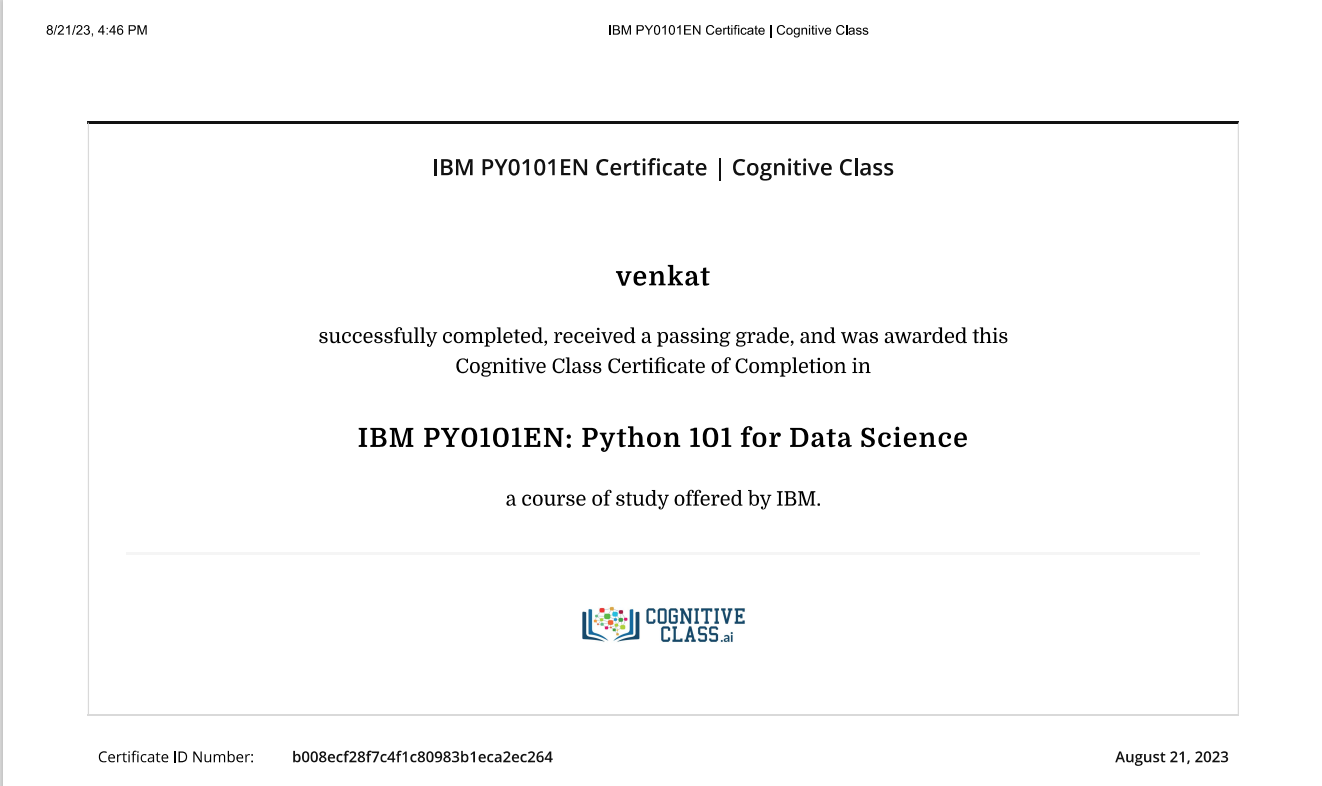 8/21/23, 4:46 PM
IBM PY0101EN Certificate | Cognitive Class
IBM PY0101EN Certificate | Cognitive Class
venkat
successfully completed, received a passing grade, and was awarded this
Cognitive Class Certificate of Completion in
IBM PY0101EN: Python 101 for Data Science
a course of study offered by IBM.
COGNITIVE
CLASS.ai
Certificate ID Number: b008ecf28f7c4f1c80983b1eca2ec264
August 21, 2023